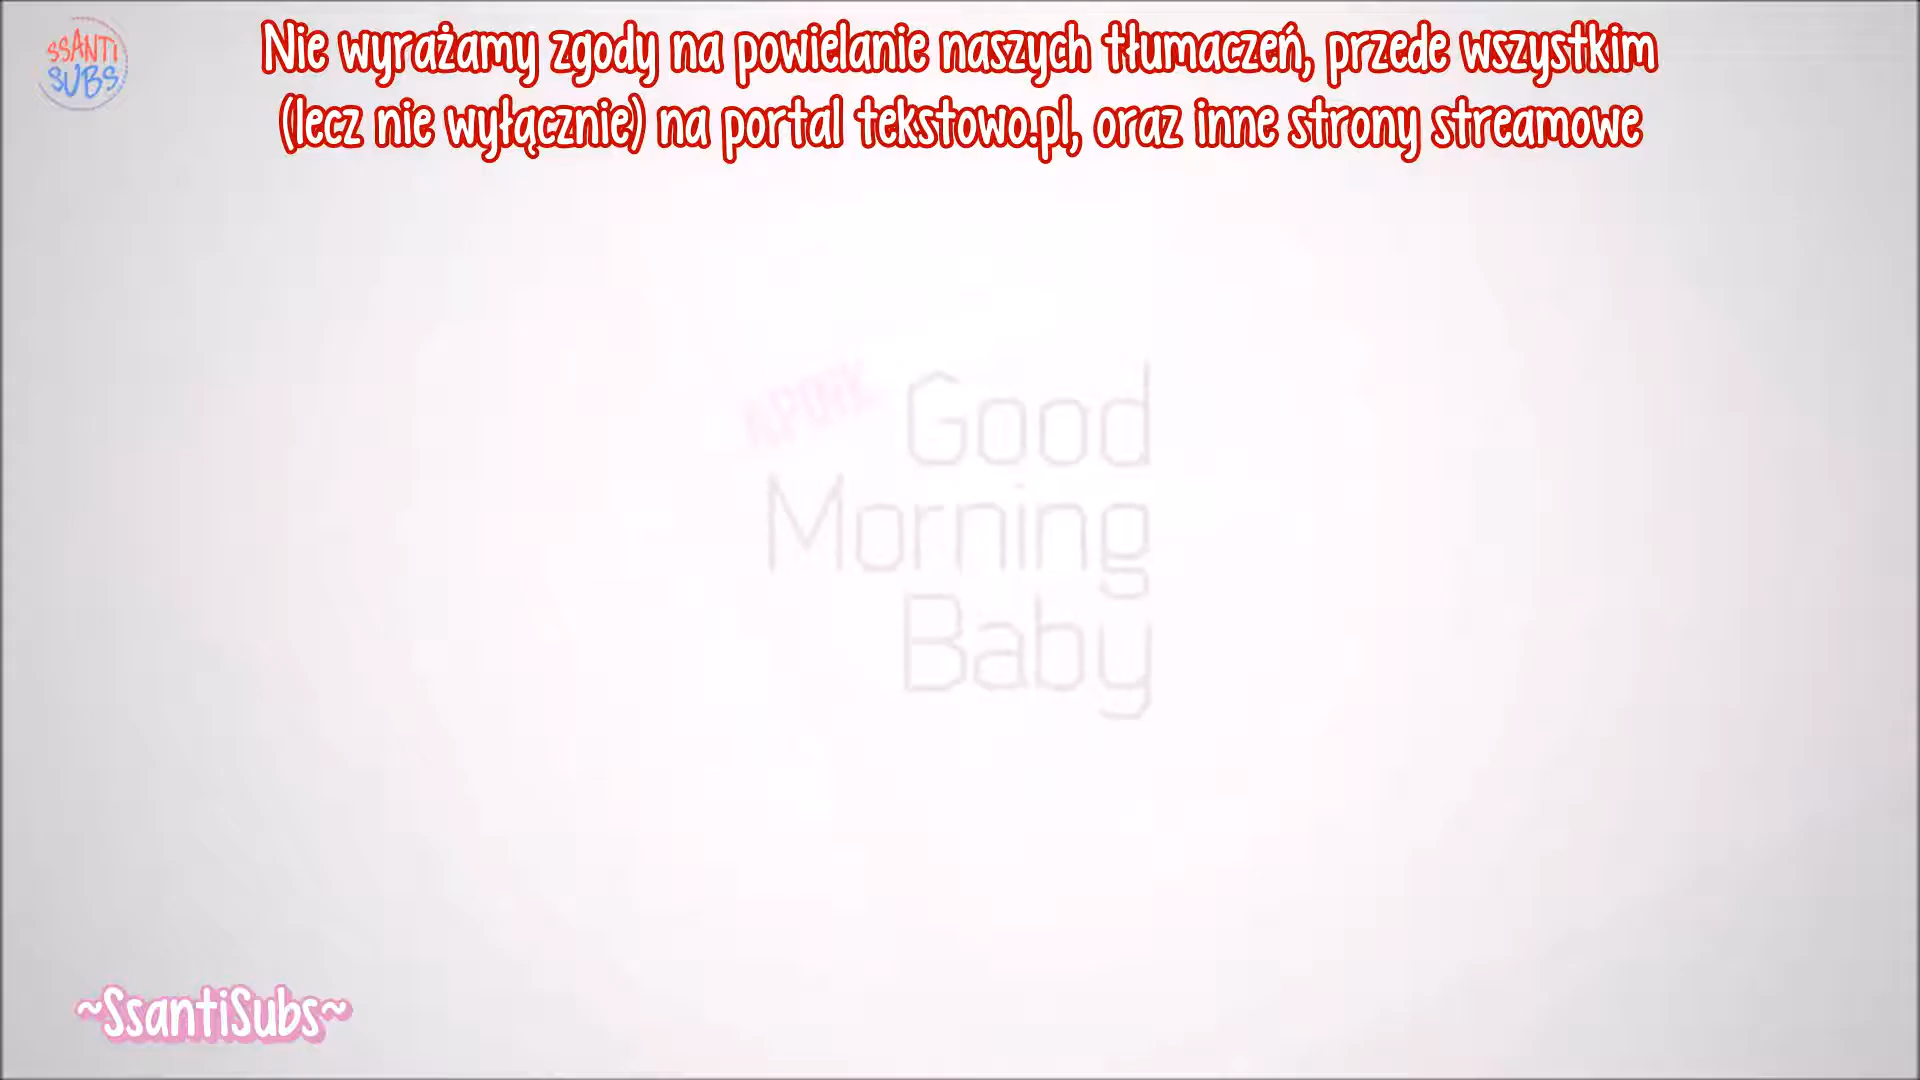 SSANTI
SUBS
Nie wyrażamy zgody na powielanie naszych tłumaczeń, przede wszystkim
(lecz nie wyłącznie) na portal tekstowo.pl, oraz inne strony streamowe
Apink
Good
Morning
Baby
~SsantiSubs~